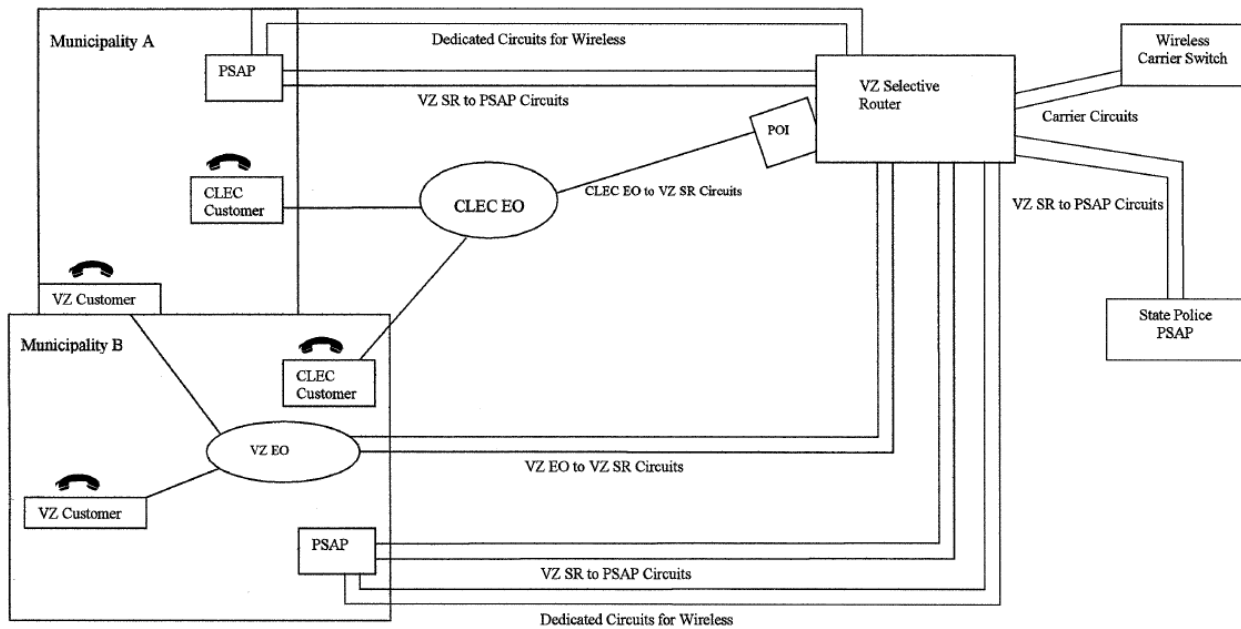 Municipality A
Dedicated Circuits for Wireless
Wireless
Carrier Switch
PSAP
VZ Selective
Router
VZ SR to PSAP Circuits
Carrier Circuits
POI
CLEC
Customer
CLEC EO
CLEC EO to VZ SR Circuits
VZ SR to PSAP Circuits
VZ Customer
State Police
PSAP
Municipality B
CLEC
Customer
VZ EO
VZ EO to VZ SR Circuits
VZ Customer
PSAP
VZ SR to PSAP Circuits
Dedicated Circuits for Wireless